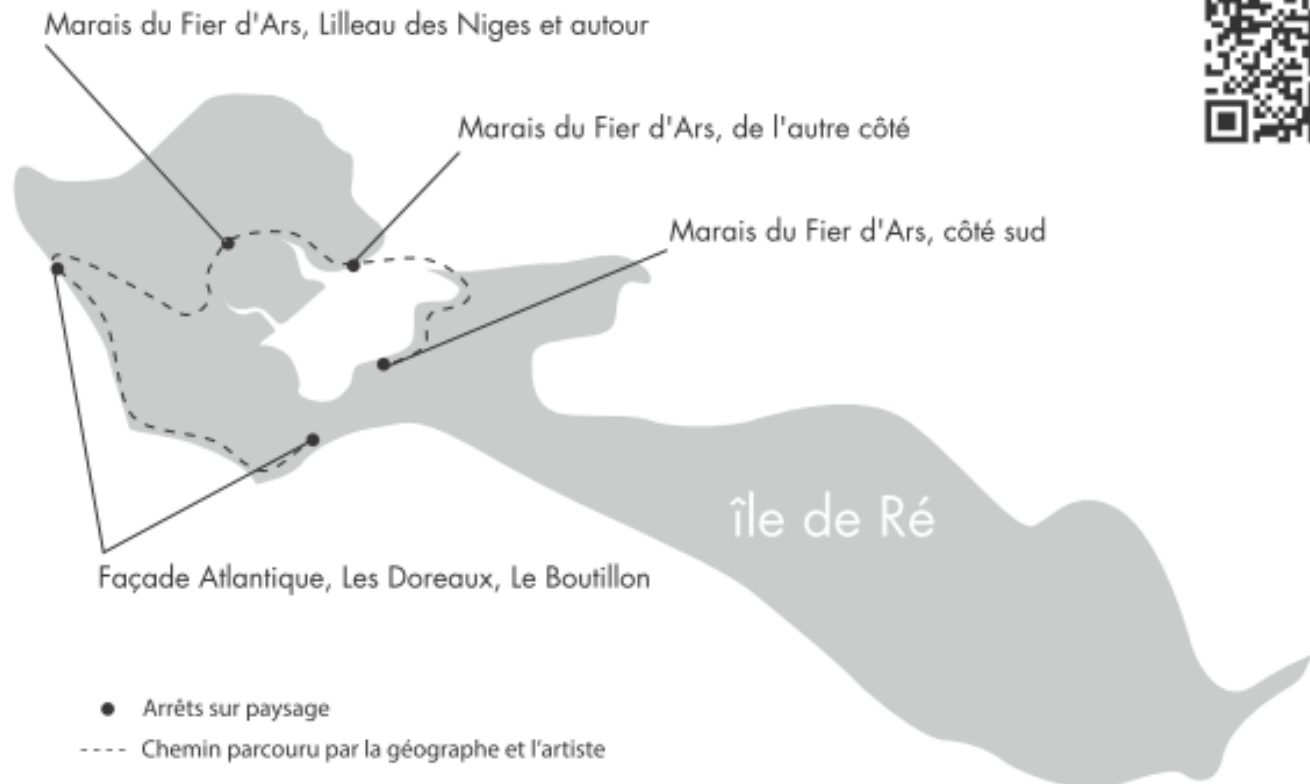 Marais du Fier d'Ars, Lilleau des Niges et autour
Marais du Fier d'Ars, de l'autre côté
Marais du Fier d'Ars, côté sud
île de Ré
Façade Atlantique, Les Doreaux, Le Boutillon
Arrêts sur paysage
Chemin parcouru par la géographe et l'artiste